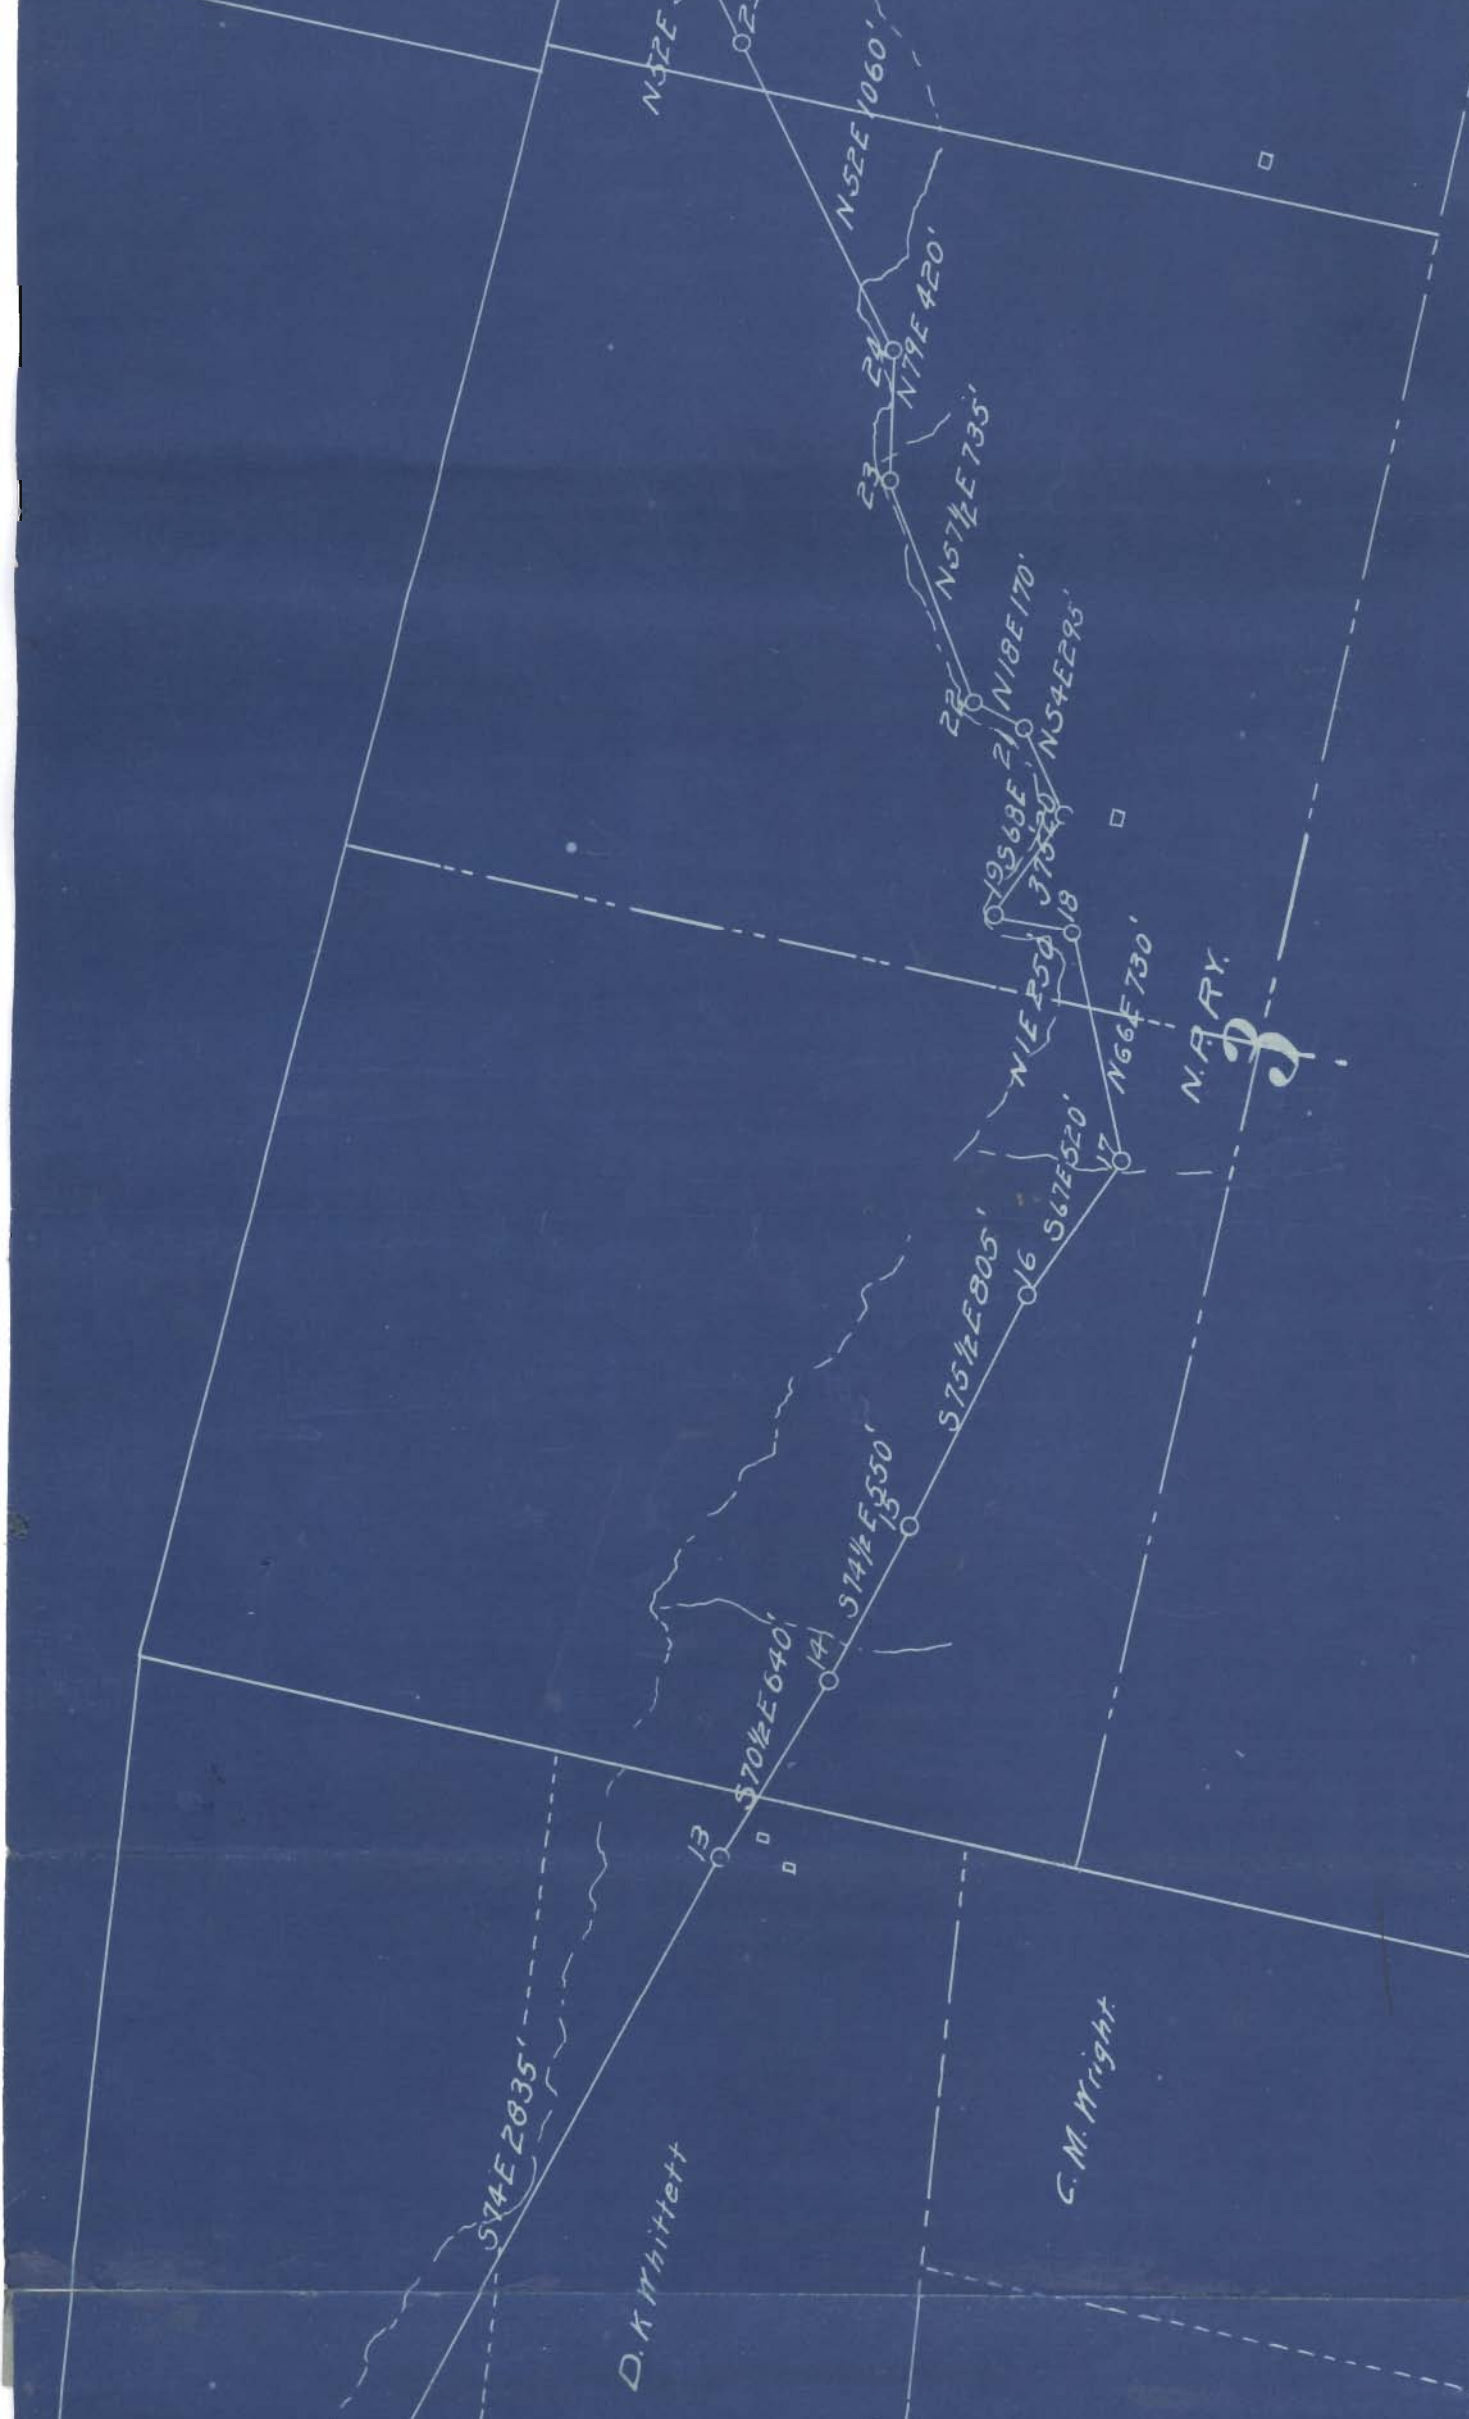 S74E 2835'
D. K Whittett
C. M. Wright.
13
S70½E 640'
14
S74½E 550'
15
S75½E 805'
16
S67E 520'
17
N66E 730'
N.P. RY.
3
18
N1E 250'
19
S68E
375'
20
N54E 295'
21
N18E 170'
22
N57½E 735'
23
N79E 420'
24
N52E 1060'
N52E